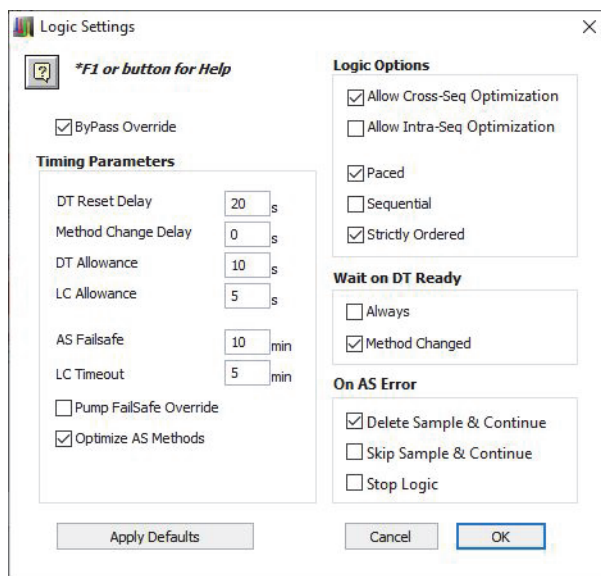 Logic Settings
*F1 or button for Help
ByPass Override
Timing Parameters
DT Reset Delay 20 s
Method Change Delay 0 s
DT Allowance 10 s
LC Allowance 5 s
AS Failsafe 10 min
LC Timeout 5 min
Pump FailSafe Override
Optimize AS Methods
Apply Defaults
Logic Options
Allow Cross-Seq Optimization
Allow Intra-Seq Optimization
Paced
Sequential
Strictly Ordered
Wait on DT Ready
Always
Method Changed
On AS Error
Delete Sample & Continue
Skip Sample & Continue
Stop Logic
Cancel
OK